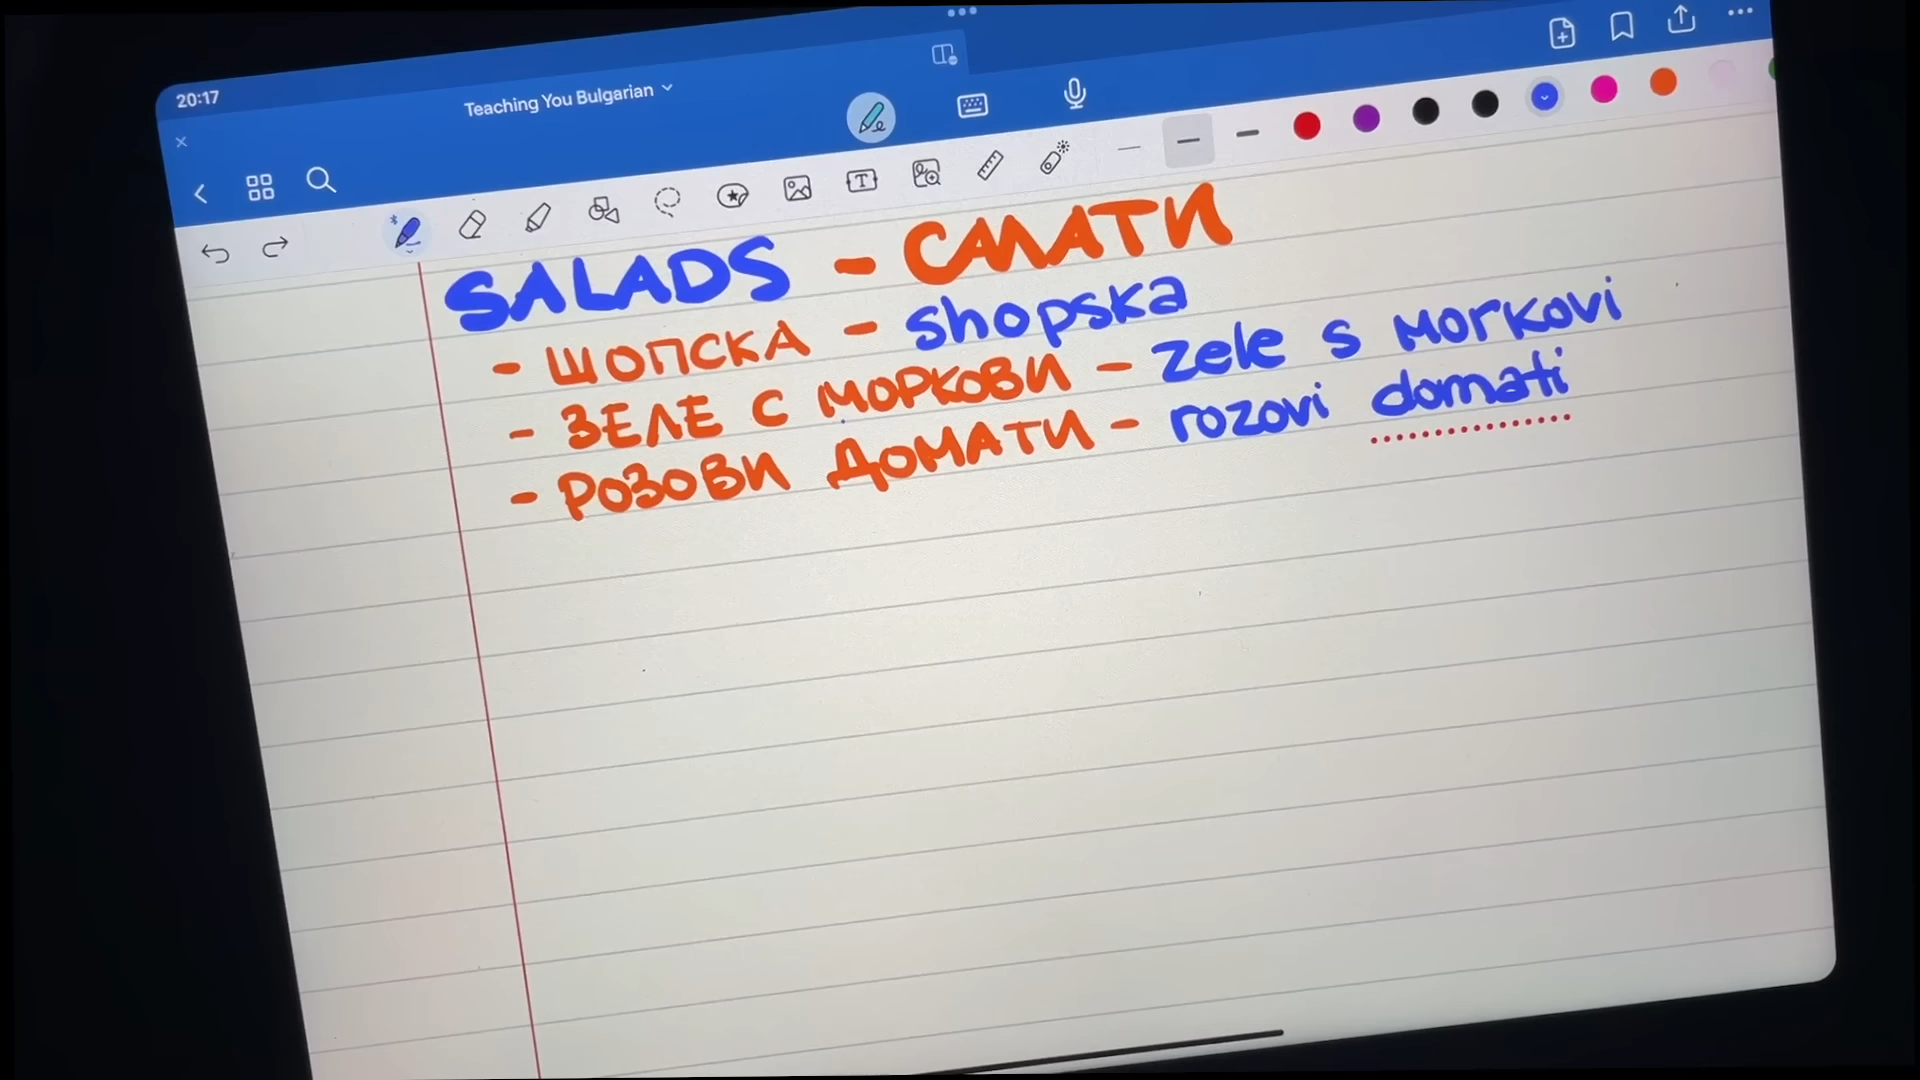 20:17
Teaching You Bulgarian
SALADS - САЛАТИ
- ШОПСКА - shopska
- ЗЕЛЕ С МОРКОВИ - zele s morkovi
- РОЗОВИ ДОМАТИ - rozovi domati